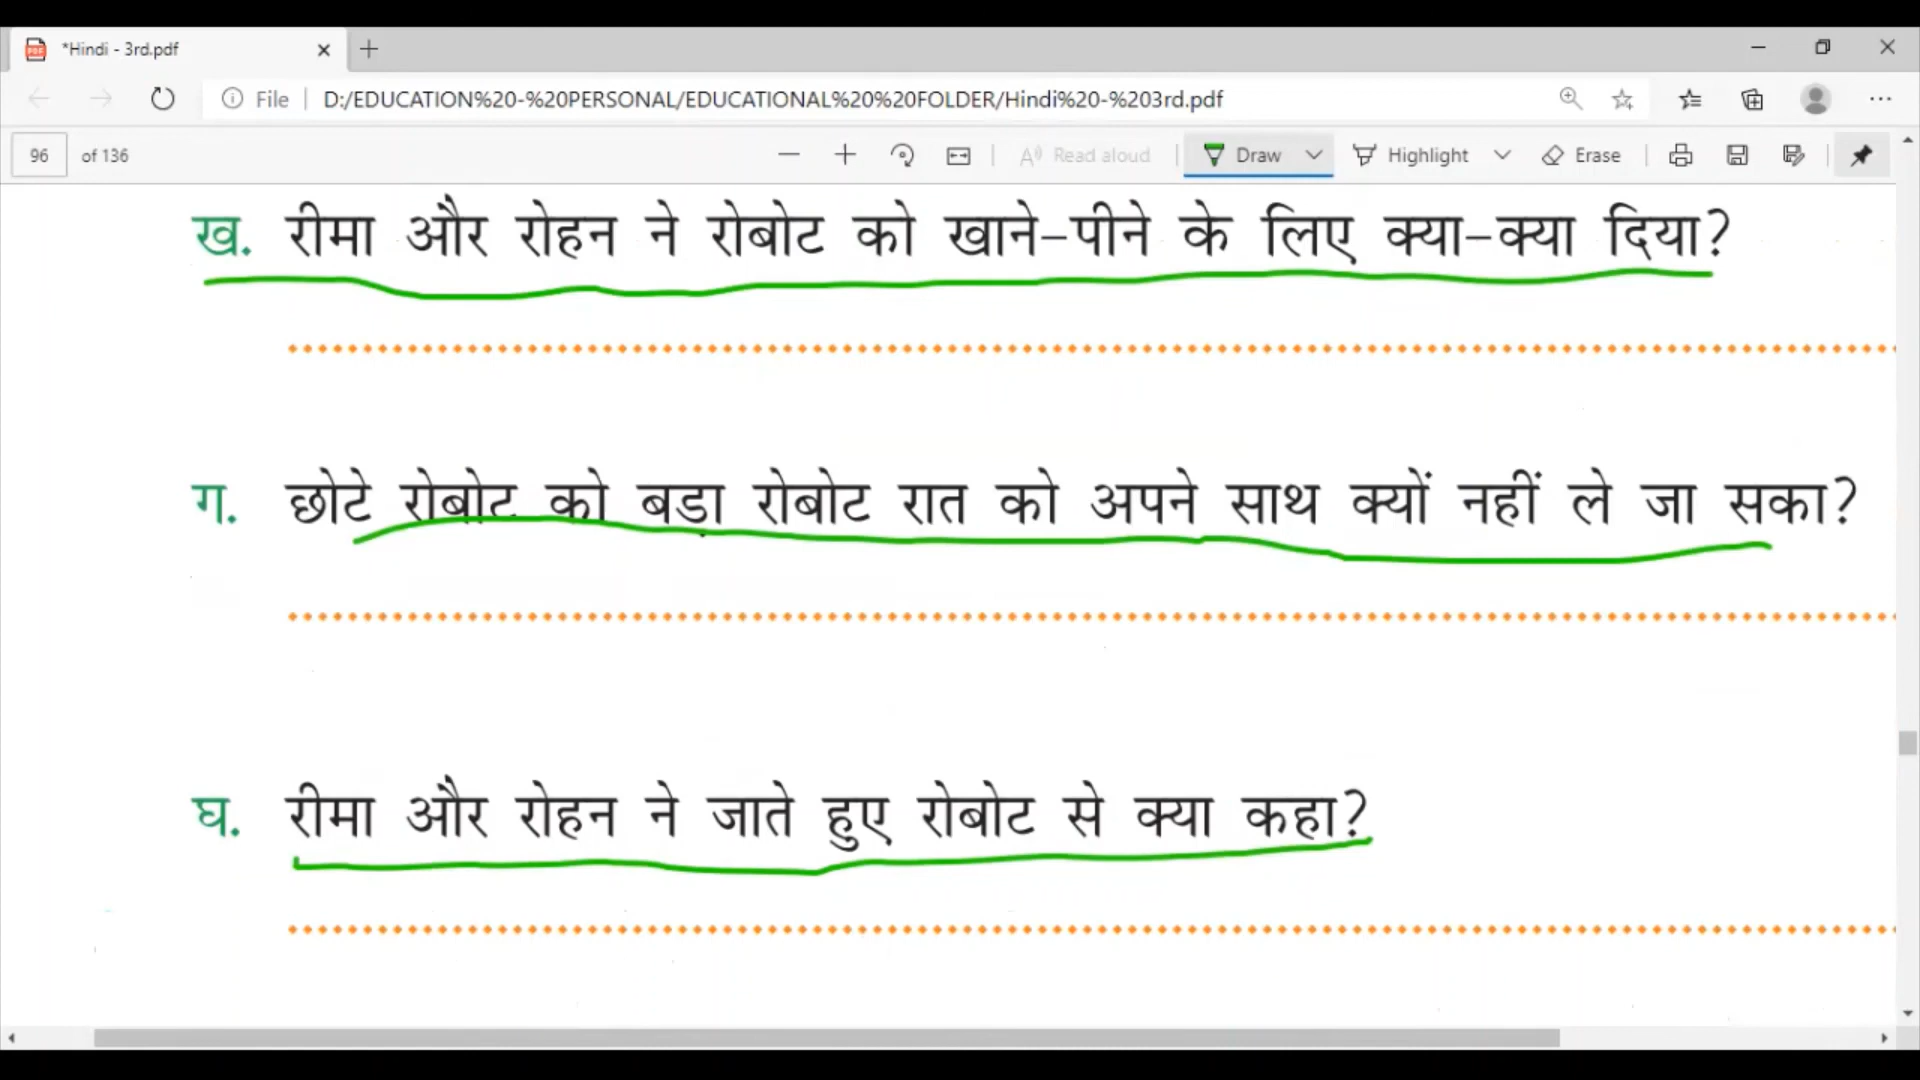 *Hindi - 3rd.pdf
File D:/EDUCATION%20-%20PERSONAL/EDUCATIONAL%20%20FOLDER/Hindi%20-%203rd.pdf
96 of 136 Read aloud Draw Highlight Erase
ख. रीमा और रोहन ने रोबोट को खाने-पीने के लिए क्या-क्या दिया?
ग. छोटे रोबोट को बड़ा रोबोट रात को अपने साथ क्यों नहीं ले जा सका?
घ. रीमा और रोहन ने जाते हुए रोबोट से क्या कहा?